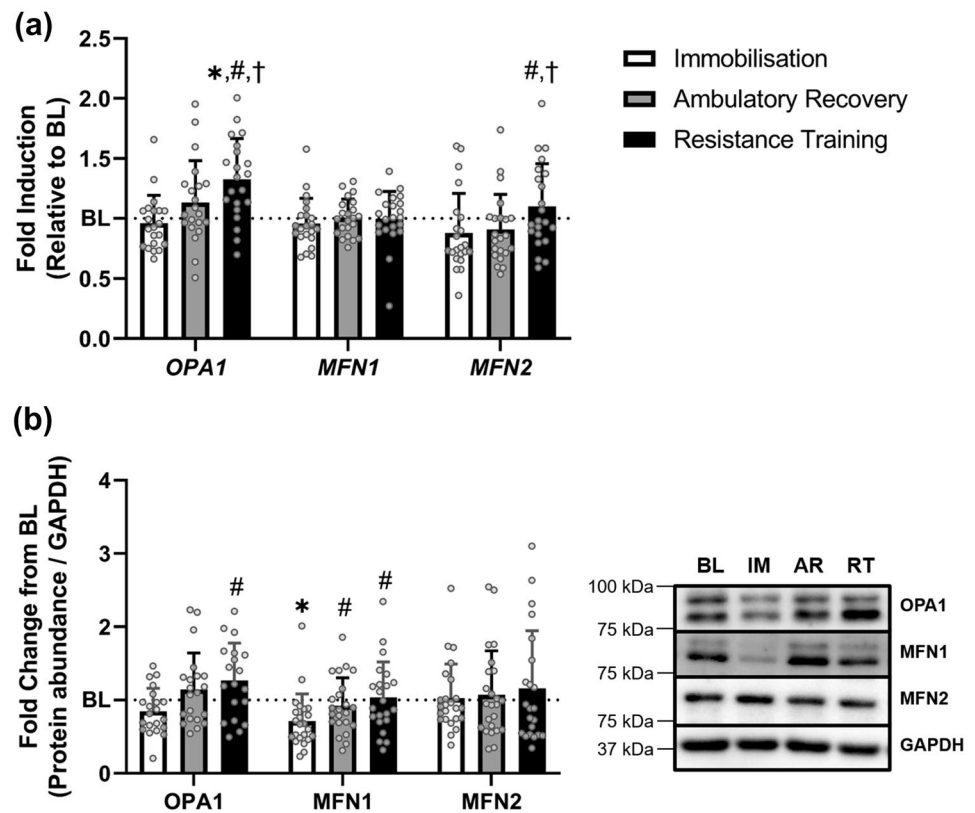 (a)
Fold Induction
(Relative to BL)
2.5
2.0
1.5
BL
0.5
0.0
*,#,†
#,†
OPA1
MFN1
MFN2
Immobilisation
Ambulatory Recovery
Resistance Training
(b)
Fold Change from BL
(Protein abundance / GAPDH)
4
3
2
BL
0
#
*
#
#
OPA1
MFN1
MFN2
BL IM AR RT
100 kDa
OPA1
75 kDa
MFN1
75 kDa
MFN2
75 kDa
37 kDa
GAPDH